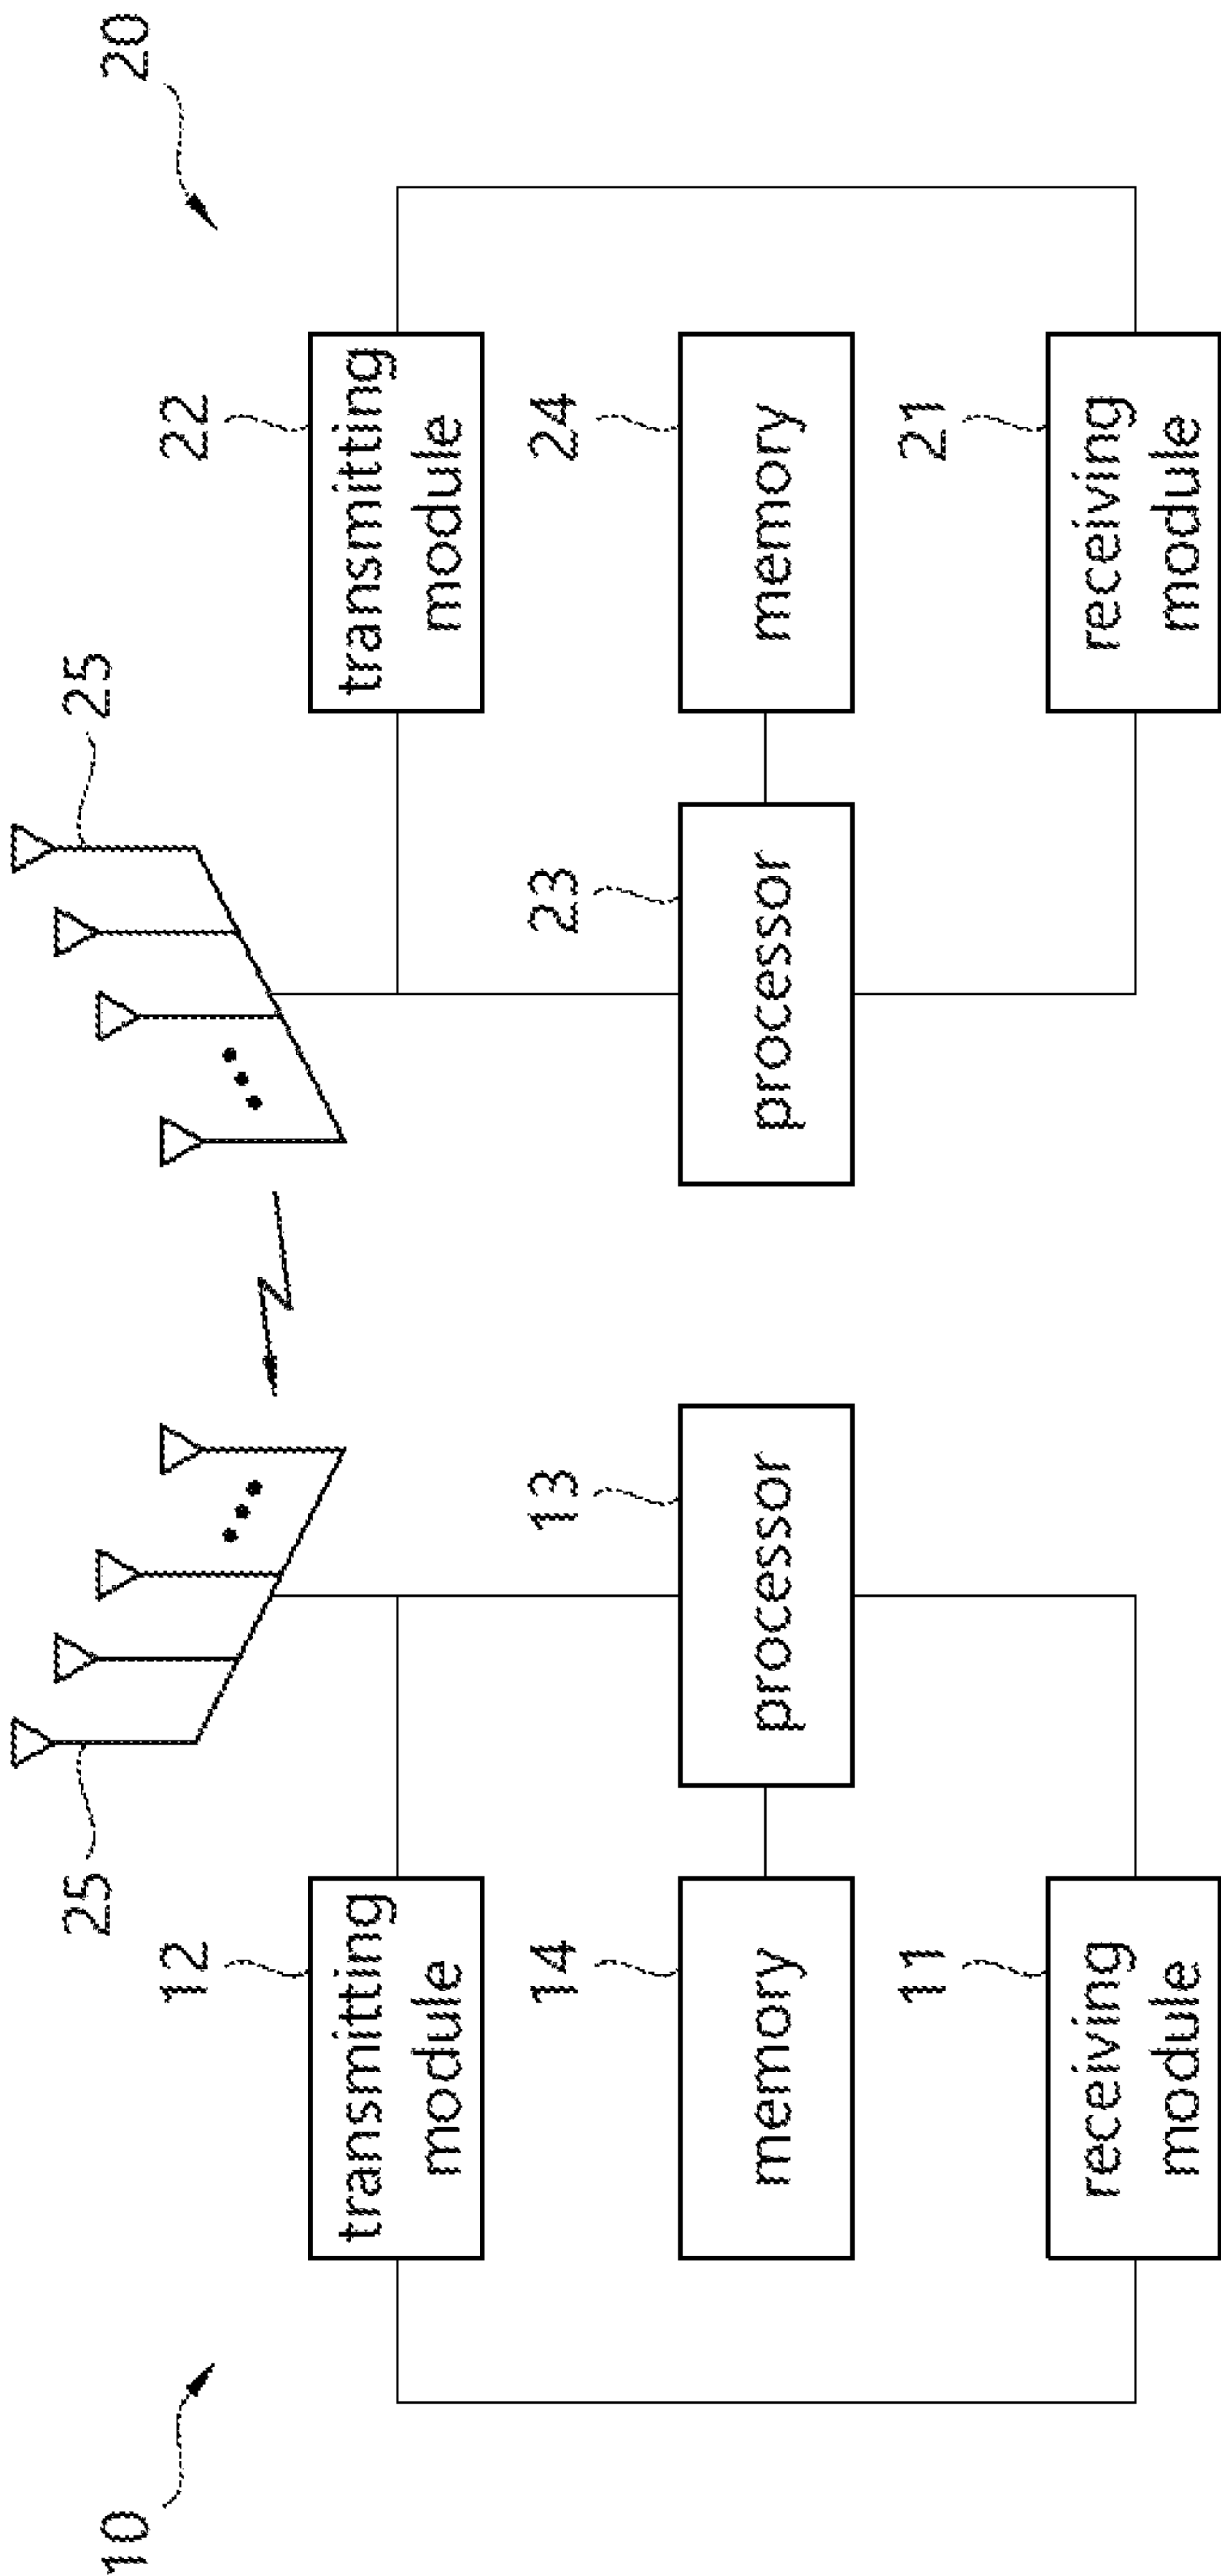 10
20
25
25
12
transmitting
module
22
transmitting
module
14
memory
13
processor
23
processor
24
memory
11
receiving
module
21
receiving
module